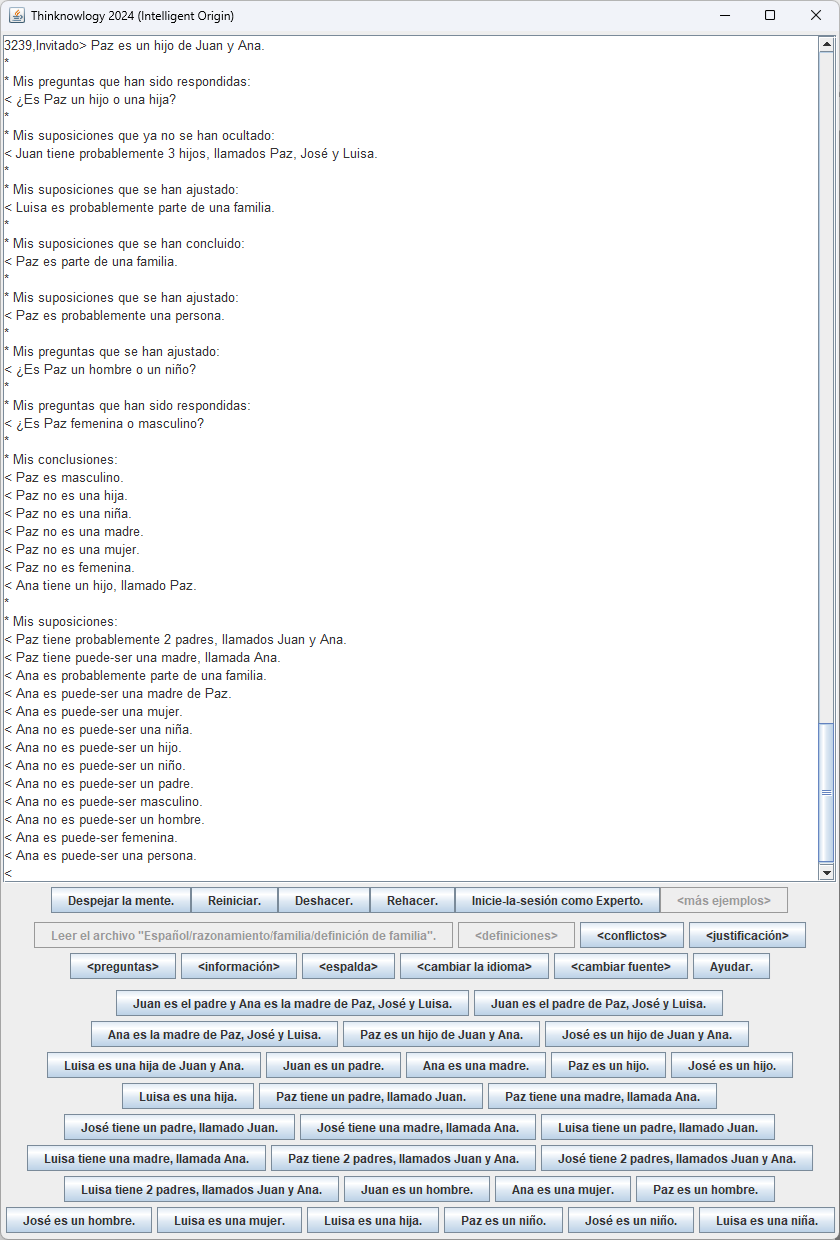 Thinknowlogy 2024 (Intelligent Origin)
3239,Invitado> Paz es un hijo de Juan y Ana.
*
* Mis preguntas que han sido respondidas:
< ¿Es Paz un hijo o una hija?
*
* Mis suposiciones que ya no se han ocultado:
< Juan tiene probablemente 3 hijos, llamados Paz, José y Luisa.
*
* Mis suposiciones que se han ajustado:
< Luisa es probablemente parte de una familia.
*
* Mis suposiciones que se han concluido:
< Paz es parte de una familia.
*
* Mis suposiciones que se han ajustado:
< Paz es probablemente una persona.
*
* Mis preguntas que se han ajustado:
< ¿Es Paz un hombre o un niño?
*
* Mis preguntas que han sido respondidas:
< ¿Es Paz femenina o masculino?
*
* Mis conclusiones:
< Paz es masculino.
< Paz no es una hija.
< Paz no es una niña.
< Paz no es una madre.
< Paz no es una mujer.
< Paz no es femenina.
< Ana tiene un hijo, llamado Paz.
*
* Mis suposiciones:
< Paz tiene probablemente 2 padres, llamados Juan y Ana.
< Paz tiene puede-ser una madre, llamada Ana.
< Ana es probablemente parte de una familia.
< Ana es puede-ser una madre de Paz.
< Ana es puede-ser una mujer.
< Ana no es puede-ser una niña.
< Ana no es puede-ser un hijo.
< Ana no es puede-ser un niño.
< Ana no es puede-ser un padre.
< Ana no es puede-ser masculino.
< Ana no es puede-ser un hombre.
< Ana es puede-ser femenina.
< Ana es puede-ser una persona.
<
Despejar la mente. Reiniciar. Deshacer. Rehacer. Inicie-la-sesión como Experto. <más ejemplos>
Leer el archivo "Español/razonamiento/familia/definición de familia". <definiciones> <conflictos> <justificación>
<preguntas> <información> <espalda> <cambiar la idioma> <cambiar fuente> Ayudar.
Juan es el padre y Ana es la madre de Paz, José y Luisa. Juan es el padre de Paz, José y Luisa.
Ana es la madre de Paz, José y Luisa. Paz es un hijo de Juan y Ana. José es un hijo de Juan y Ana.
Luisa es una hija de Juan y Ana. Juan es un padre. Ana es una madre. Paz es un hijo. José es un hijo.
Luisa es una hija. Paz tiene un padre, llamado Juan. Paz tiene una madre, llamada Ana.
José tiene un padre, llamado Juan. José tiene una madre, llamada Ana. Luisa tiene un padre, llamado Juan.
Luisa tiene una madre, llamada Ana. Paz tiene 2 padres, llamados Juan y Ana. José tiene 2 padres, llamados Juan y Ana.
Luisa tiene 2 padres, llamados Juan y Ana. Juan es un hombre. Ana es una mujer. Paz es un hombre.
José es un hombre. Luisa es una mujer. Luisa es una hija. Paz es un niño. José es un niño. Luisa es una niña.